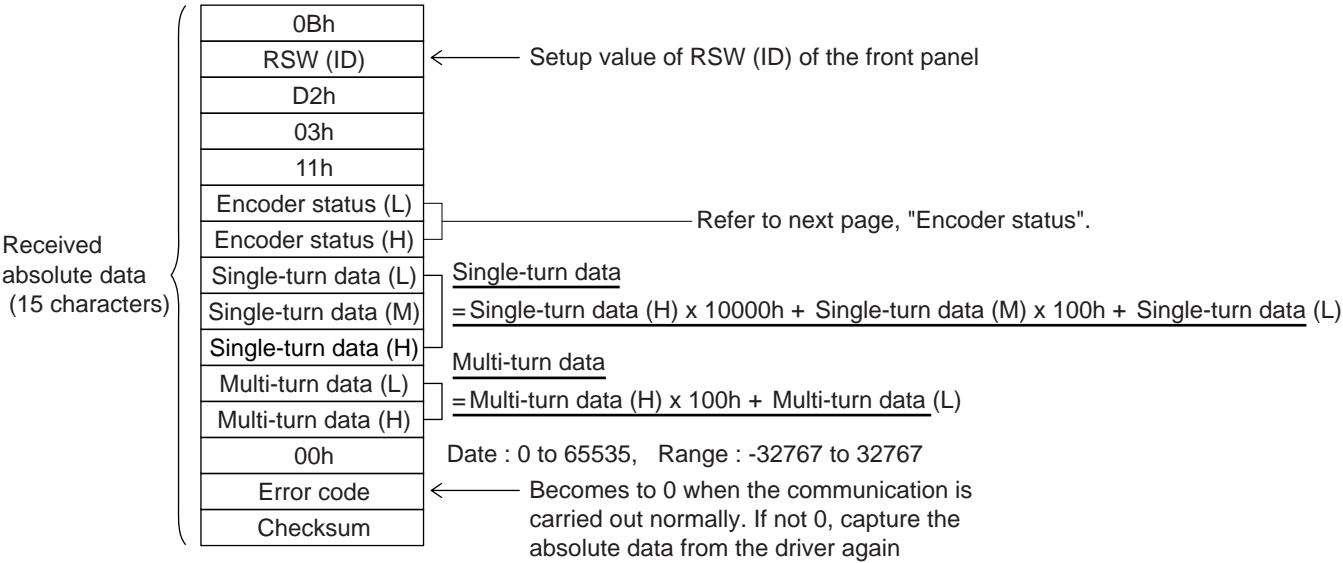 0Bh
RSW (ID)
Setup value of RSW (ID) of the front panel
D2h
03h
11h
Encoder status (L)
Encoder status (H)
Refer to next page, "Encoder status".
Received
absolute data
(15 characters)
Single-turn data (L)
Single-turn data (M)
Single-turn data (H)
Single-turn data
=Single-turn data (H) x 10000h + Single-turn data (M) x 100h + Single-turn data (L)
Multi-turn data (L)
Multi-turn data (H)
Multi-turn data
=Multi-turn data (H) x 100h + Multi-turn data (L)
00h
Date : 0 to 65535, Range : -32767 to 32767
Error code
Becomes to 0 when the communication is
carried out normally. If not 0, capture the
absolute data from the driver again
Checksum